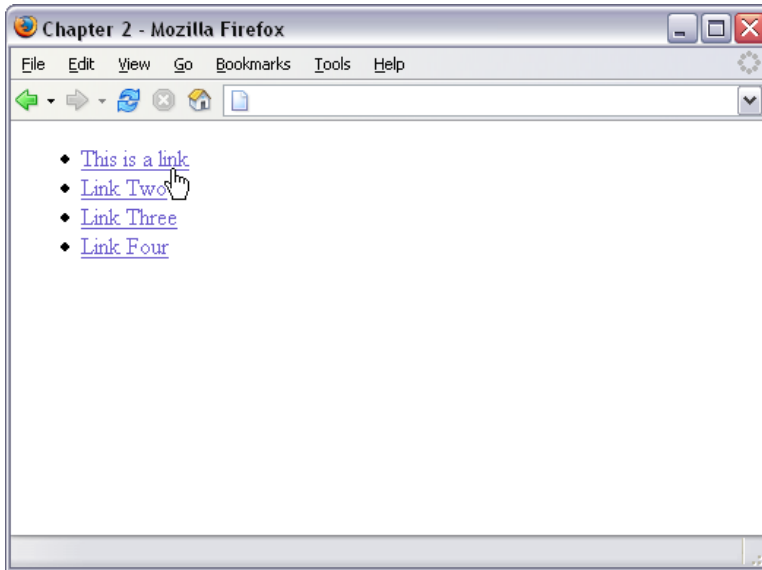 Chapter 2 - Mozilla Firefox
File Edit View Go Bookmarks Tools Help
This is a link
Link Two
Link Three
Link Four